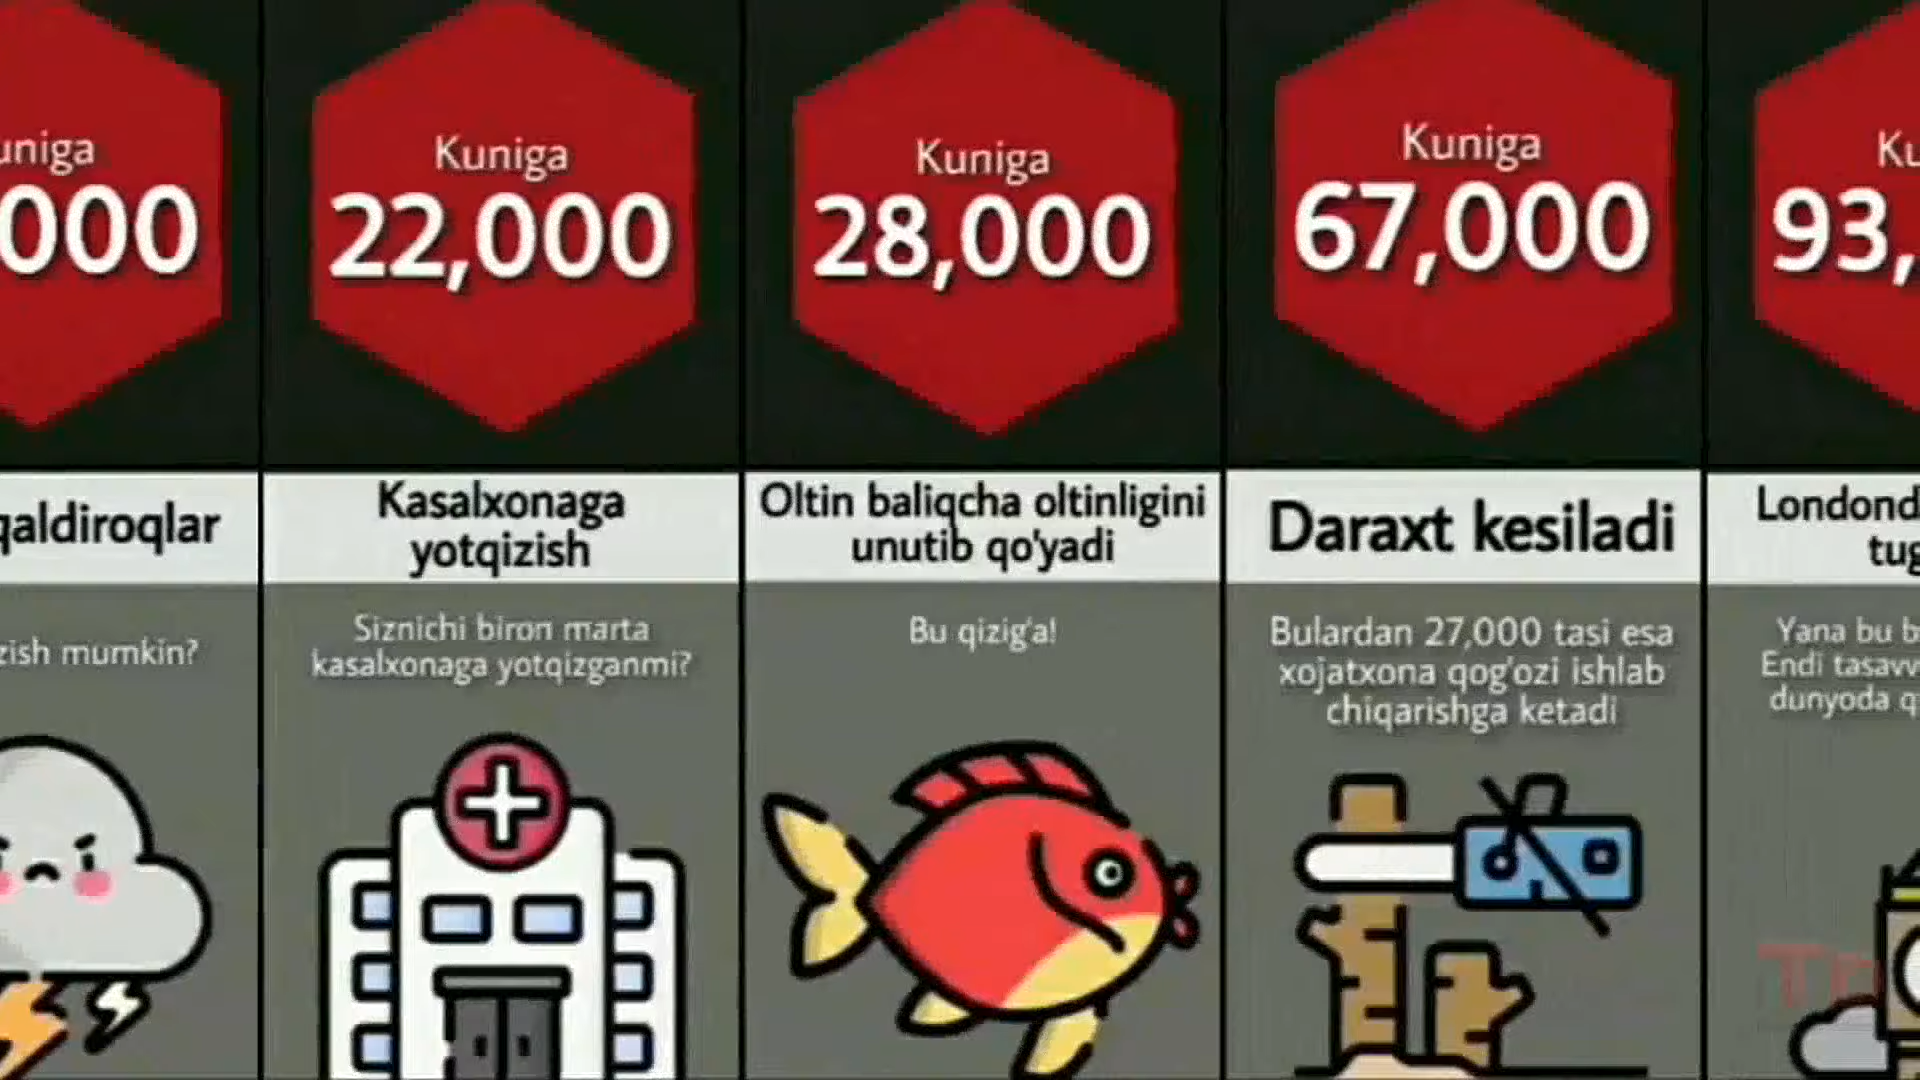 uniga
000
qaldiroqlar
zish mumkin?
Kuniga
22,000
Kasalxonaga
yotqizish
Siznichi biron marta
kasalxonaga yotqizganmi?
Kuniga
28,000
Oltin baliqcha oltinligini
unutib qo'yadi
Bu qizig'a!
Kuniga
67,000
Daraxt kesiladi
Bulardan 27,000 tasi esa
xojatxona qog'ozi ishlab
chiqarishga ketadi
Ku
93,
Londond
tug
Yana bu b
Endi tasavv
dunyoda q